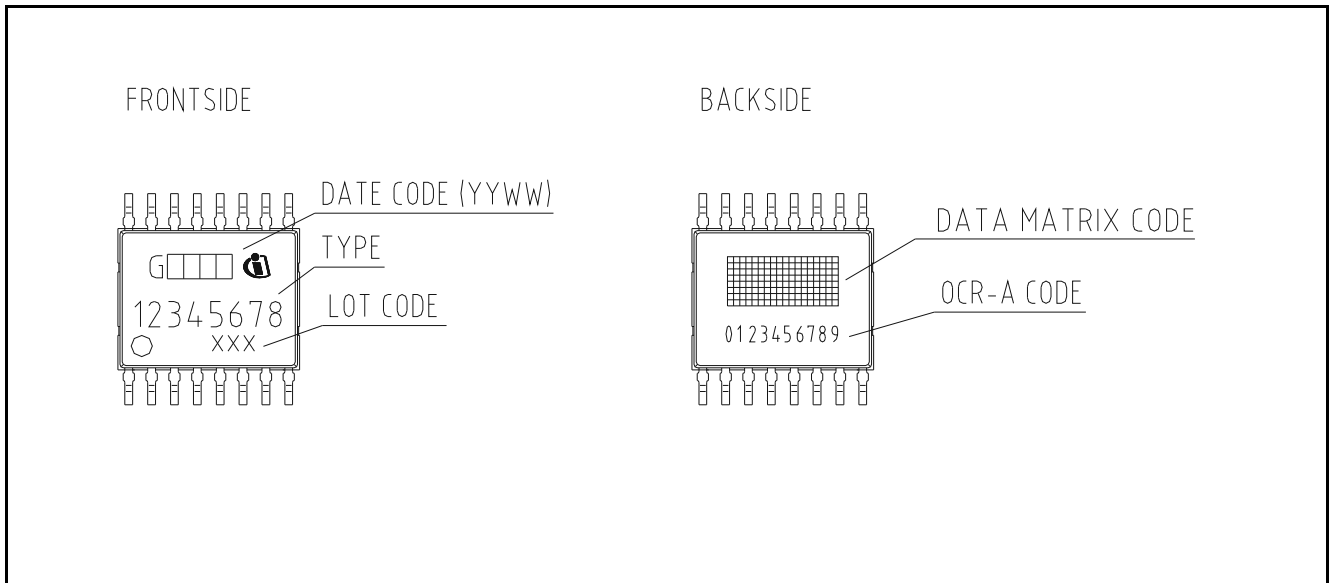 FRONTSIDE
DATE CODE (YYWW)
TYPE
LOT CODE
G
12345678
XXX
BACKSIDE
DATA MATRIX CODE
OCR-A CODE
0123456789